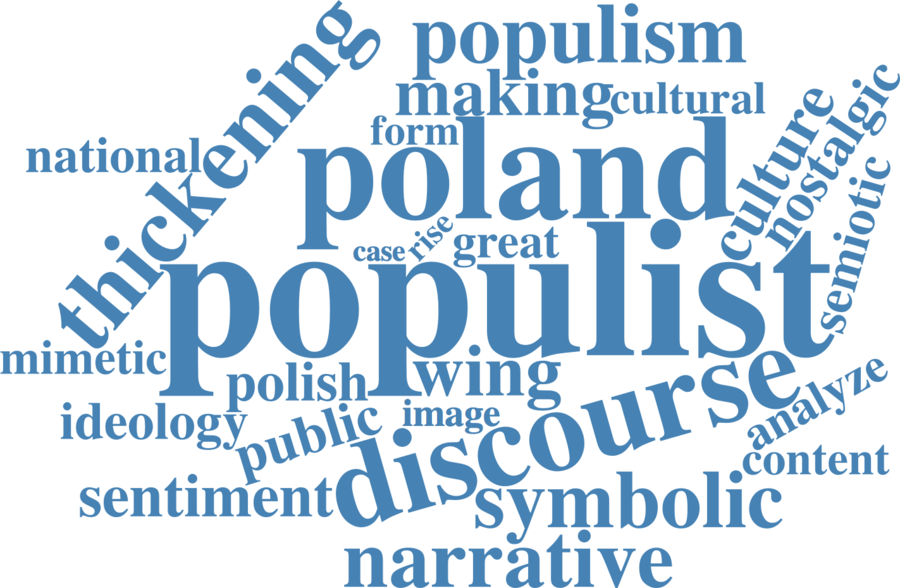 populism
making
cultural
form
thickening
national
poland
culture
nostalgic
semiotic
case
rise
great
populist
mimetic
polish
wing
ideology
public
image
discourse
analyze
content
sentiment
symbolic
narrative